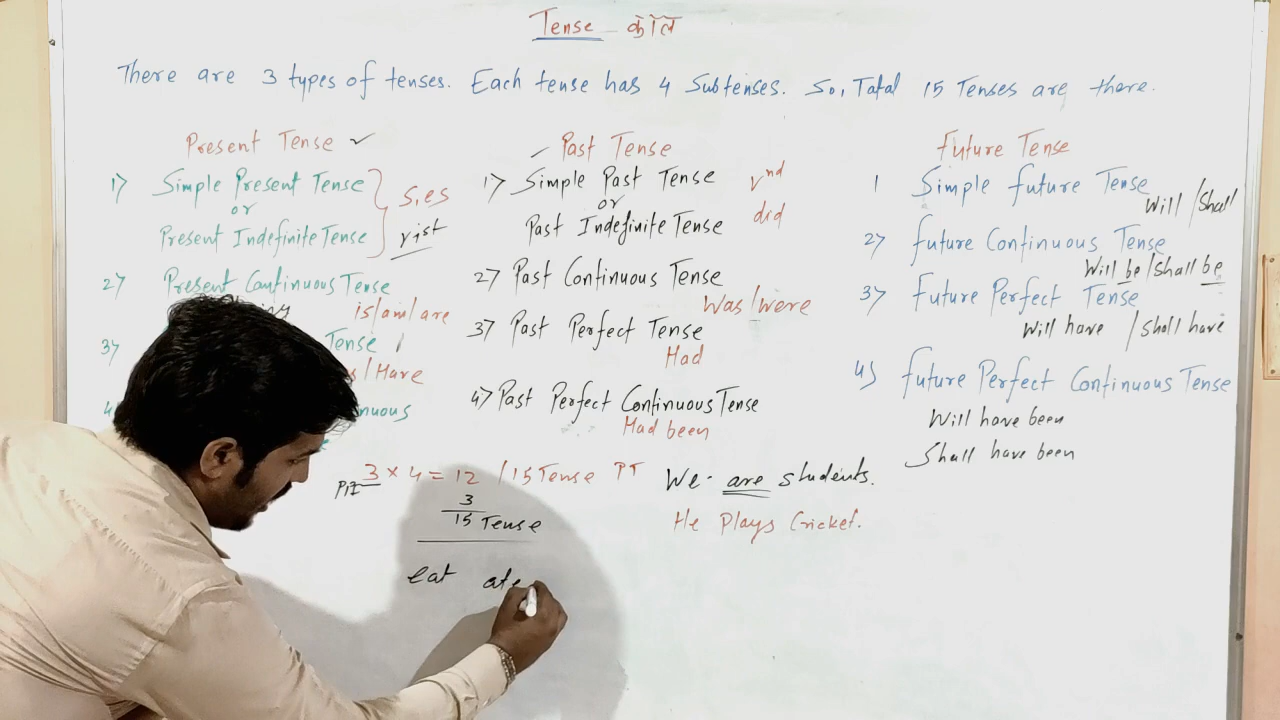 Tense काल
There are 3 types of tenses. Each tense has 4 Subtenses. So, Total 15 Tenses are there.
Present Tense ✓
1) Simple Present Tense
or
Present Indefinite Tense
s, es
V1st
2) Present Continuous Tense
ing is/am/are
3) Tense
Have
4)
Past Tense
1) Simple Past Tense
or
Past Indefinite Tense
Vnd
did
2) Past Continuous Tense
Was/were
3) Past Perfect Tense
Had
4) Past Perfect Continuous Tense
Had been
Future Tense
1 Simple future Tense
Will/Shall
2) future Continuous Tense
Will be/shall be
3) Future Perfect Tense
Will have / Shall have
4) future Perfect Continuous Tense
Will have been
Shall have been
3 × 4 = 12 / 15 Tense PT
3
15 Tense
eat ate
We are students.
He Plays Cricket.